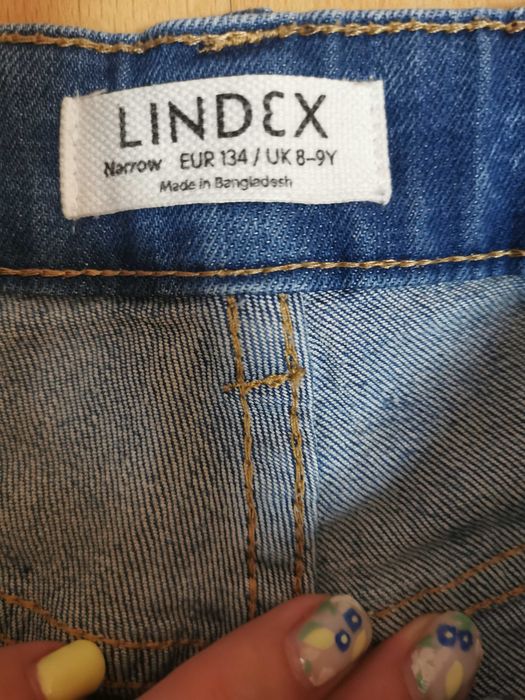 LINDEX
Narrow EUR 134 / UK 8-9Y
Made in Bangladesh